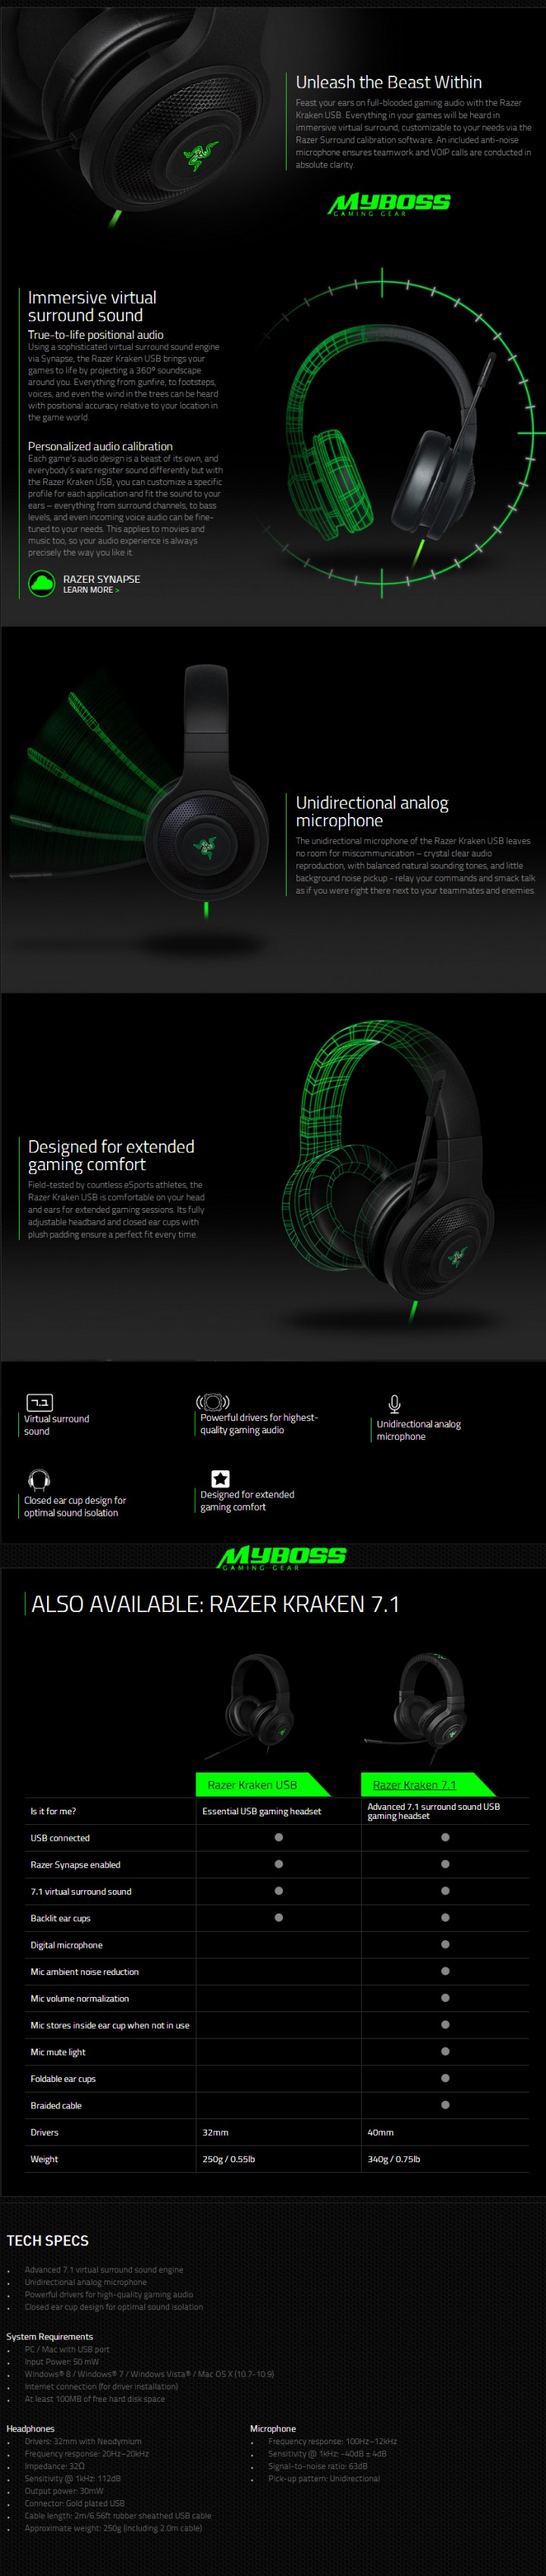 Unleash the Beast Within
Feast your ears on full-blooded gaming audio with the Razer
Kraken USB. Everything in your games will be heard in
immersive virtual surround, customizable to your needs via the
Razer Surround calibration software. An included anti-noise
microphone ensures teamwork and VOIP calls are conducted in
absolute clarity.
MYBOSS
GAMING GEAR
Immersive virtual
surround sound
True-to-life positional audio
Using a sophisticated virtual surround sound engine
via Synapse, the Razer Kraken USB brings your
games to life by projecting a 360º soundscape
around you. Everything from gunfire, to footsteps,
voices, and even the wind in the trees can be heard
with positional accuracy relative to your location in
the game world.
Personalized audio calibration
Each game's audio design is a beast of its own, and
everybody's ears register sound differently but with
the Razer Kraken USB, you can customize a specific
profile for each application and fit the sound to your
ears – everything from surround channels, to bass
levels, and even incoming voice audio can be fine-
tuned to your needs. This applies to movies and
music too, so your audio experience is always
precisely the way you like it.
RAZER SYNAPSE
LEARN MORE >
Unidirectional analog
microphone
The unidirectional microphone of the Razer Kraken USB leaves
no room for miscommunication – crystal clear audio
reproduction, with balanced natural sounding tones, and little
background noise pickup - relay your commands and smack talk
as if you were right there next to your teammates and enemies.
Designed for extended
gaming comfort
Field-tested by countless eSports athletes, the
Razer Kraken USB is comfortable on your head
and ears for extended gaming sessions. Its fully
adjustable headband and closed ear cups with
plush padding ensure a perfect fit every time.
7.1
Virtual surround
sound
Powerful drivers for highest-
quality gaming audio
Unidirectional analog
microphone
Closed ear cup design for
optimal sound isolation
Designed for extended
gaming comfort
MYBOSS
GAMING GEAR
ALSO AVAILABLE: RAZER KRAKEN 7.1
Razer Kraken USB
Razer Kraken 7.1
Is it for me?
Essential USB gaming headset
Advanced 7.1 surround sound USB
gaming headset
USB connected
Razer Synapse enabled
7.1 virtual surround sound
Backlit ear cups
Digital microphone
Mic ambient noise reduction
Mic volume normalization
Mic stores inside ear cup when not in use
Mic mute light
Foldable ear cups
Braided cable
Drivers
32mm
40mm
Weight
250g / 0.55lb
340g / 0.75lb
TECH SPECS
Advanced 7.1 virtual surround sound engine
Unidirectional analog microphone
Powerful drivers for high-quality gaming audio
Closed ear cup design for optimal sound isolation
System Requirements
PC / Mac with USB port
Input Power: 50 mW
Windows® 8 / Windows® 7 / Windows Vista® / Mac OS X (10.7-10.9)
Internet connection (for driver installation)
At least 100MB of free hard disk space
Headphones
Drivers: 32mm with Neodymium
Frequency response: 20Hz–20kHz
Impedance: 32Ω
Sensitivity @ 1kHz: 112dB
Output power: 30mW
Connector: Gold plated USB
Cable length: 2m/6.56ft rubber sheathed USB cable
Approximate weight: 250g (Including 2.0m cable)
Microphone
Frequency response: 100Hz–12kHz
Sensitivity @ 1kHz: -40dB ± 4dB
Signal-to-noise ratio: 63dB
Pick-up pattern: Unidirectional